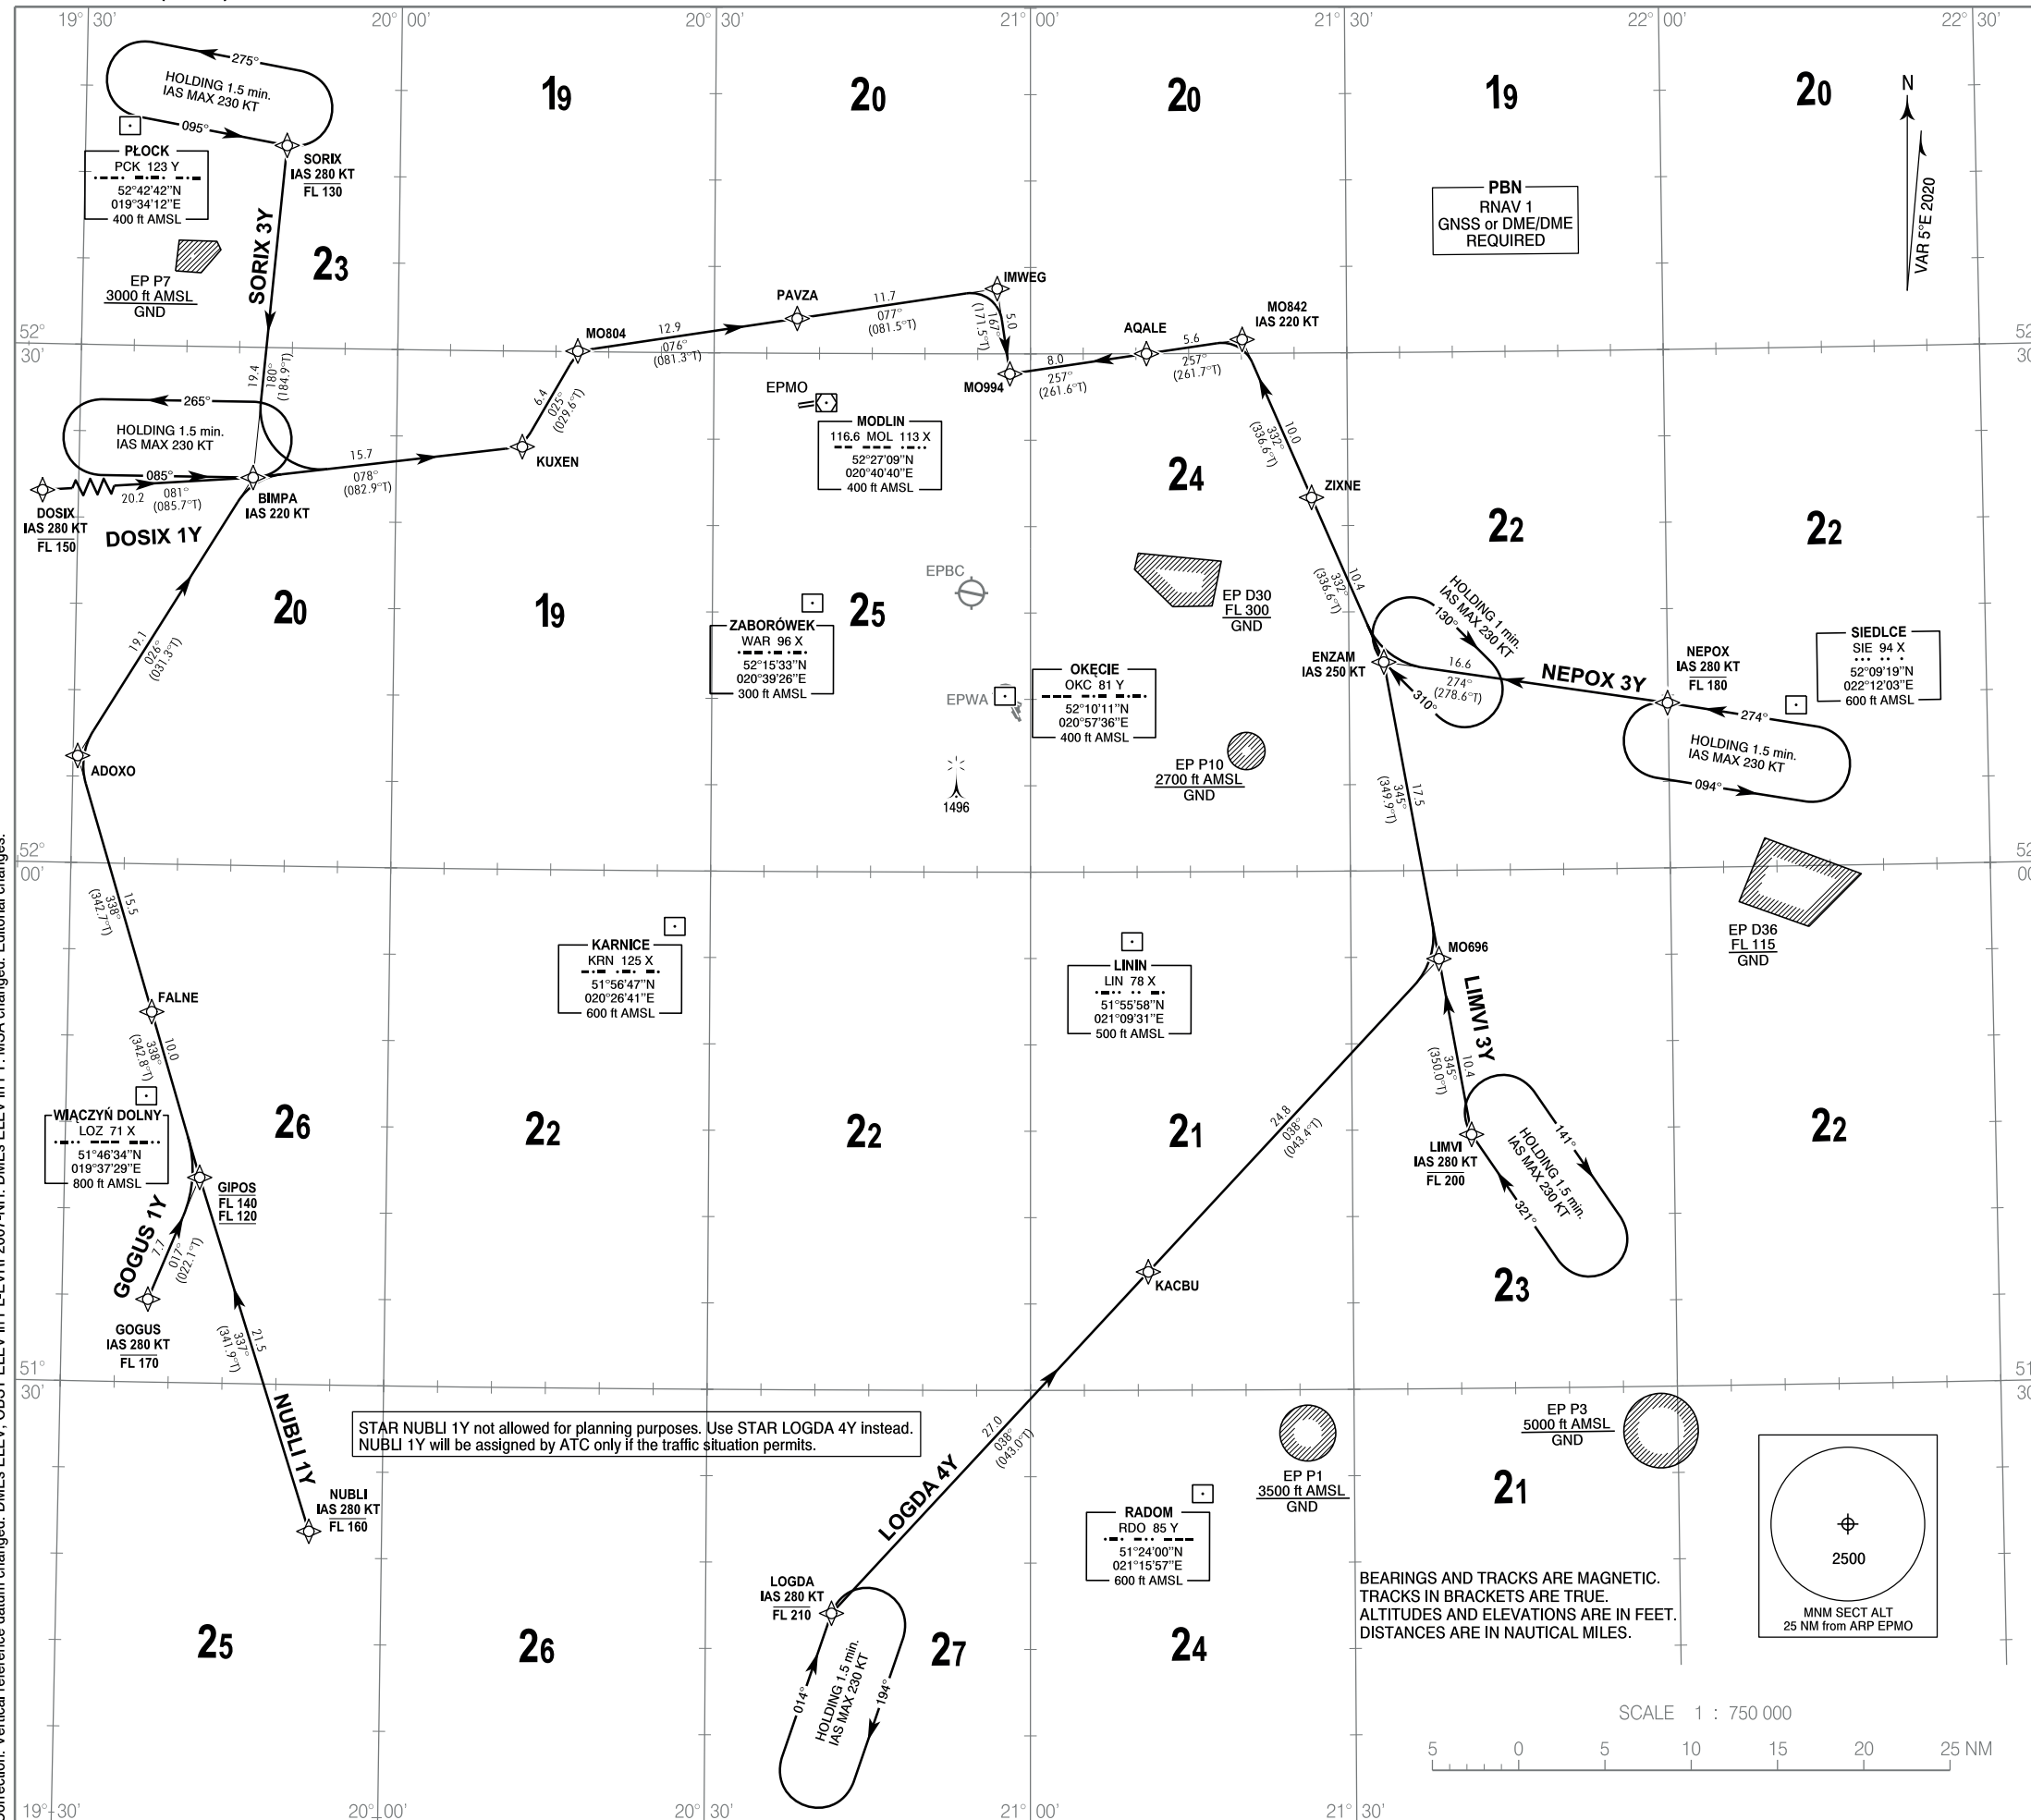 19° 30'
20° 00'
20° 30'
21° 00'
21° 30'
22° 00'
22° 30'
275°
HOLDING 1.5 min.
IAS MAX 230 KT
095°
SORIX
IAS 280 KT
FL 130
PŁOCK
PCK 123 Y
52°42'42"N
019°34'12"E
400 ft AMSL
EP P7
3000 ft AMSL
GND
SORIX 3Y
19.4
180°
(184.9°T)
23
19
20
20
19
20
N
VAR 5°E 2020
PBN
RNAV 1
GNSS or DME/DME
REQUIRED
52°
30'
265°
HOLDING 1.5 min.
IAS MAX 230 KT
085°
20.2
081°
(085.7°T)
DOSIX
IAS 280 KT
FL 150
DOSIX 1Y
BIMPA
IAS 220 KT
15.7
078°
(082.9°T)
KUXEN
6.4
025°
(029.6°T)
MO804
12.9
076°
(081.3°T)
PAVZA
11.7
077°
(081.5°T)
IMWEG
5.0
167°
(171.5°T)
MO994
8.0
257°
(261.6°T)
AQALE
5.6
257°
(261.7°T)
MO842
IAS 220 KT
10.0
332°
(336.6°T)
ZIXNE
10.4
332°
(336.6°T)
EPMO
MODLIN
116.6 MOL 113 X
52°27'09"N
020°40'40"E
400 ft AMSL
24
22
22
20
19
25
EPBC
EP D30
FL 300
GND
ZABORÓWEK
WAR 96 X
52°15'33"N
020°39'26"E
300 ft AMSL
EPWA
OKĘCIE
OKC 81 Y
52°10'11"N
020°57'36"E
400 ft AMSL
1496
EP P10
2700 ft AMSL
GND
ENZAM
IAS 250 KT
HOLDING 1 min.
IAS MAX 230 KT
130°
310°
16.6
274°
(278.6°T)
NEPOX 3Y
NEPOX
IAS 280 KT
FL 180
SIEDLCE
SIE 94 X
52°09'19"N
022°12'03"E
600 ft AMSL
274°
HOLDING 1.5 min.
IAS MAX 230 KT
094°
19.1
026°
(031.3°T)
ADOXO
52°
00'
15.5
338°
(342.7°T)
17.5
345°
(349.9°T)
EP D36
FL 115
GND
KARNICE
KRN 125 X
51°56'47"N
020°26'41"E
600 ft AMSL
LININ
LIN 78 X
51°55'58"N
021°09'31"E
500 ft AMSL
MO696
LIMVI 3Y
10.4
345°
(350.0°T)
FALNE
10.0
338°
(342.8°T)
WIĄCZYŃ DOLNY
LOZ 71 X
51°46'34"N
019°37'29"E
800 ft AMSL
26
22
22
21
22
GIPOS
FL 140
FL 120
GOGUS 1Y
7.7
017°
(022.1°T)
GOGUS
IAS 280 KT
FL 170
24.8
038°
(043.4°T)
LIMVI
IAS 280 KT
FL 200
141°
HOLDING 1.5 min.
IAS MAX 230 KT
321°
KACBU
23
51°
30'
21.5
337°
(341.9°T)
NUBLI 1Y
NUBLI
IAS 280 KT
FL 160
STAR NUBLI 1Y not allowed for planning purposes. Use STAR LOGDA 4Y instead.
NUBLI 1Y will be assigned by ATC only if the traffic situation permits.
27.0
038°
(043.0°T)
LOGDA 4Y
EP P1
3500 ft AMSL
GND
EP P3
5000 ft AMSL
GND
21
RADOM
RDO 85 Y
51°24'00"N
021°15'57"E
600 ft AMSL
LOGDA
IAS 280 KT
FL 210
014°
HOLDING 1.5 min.
IAS MAX 230 KT
194°
25
26
27
24
BEARINGS AND TRACKS ARE MAGNETIC.
TRACKS IN BRACKETS ARE TRUE.
ALTITUDES AND ELEVATIONS ARE IN FEET.
DISTANCES ARE IN NAUTICAL MILES.
2500
MNM SECT ALT
25 NM from ARP EPMO
SCALE 1 : 750 000
5 0 5 10 15 20 25 NM
19° 30'
20° 00'
20° 30'
21° 00'
21° 30'